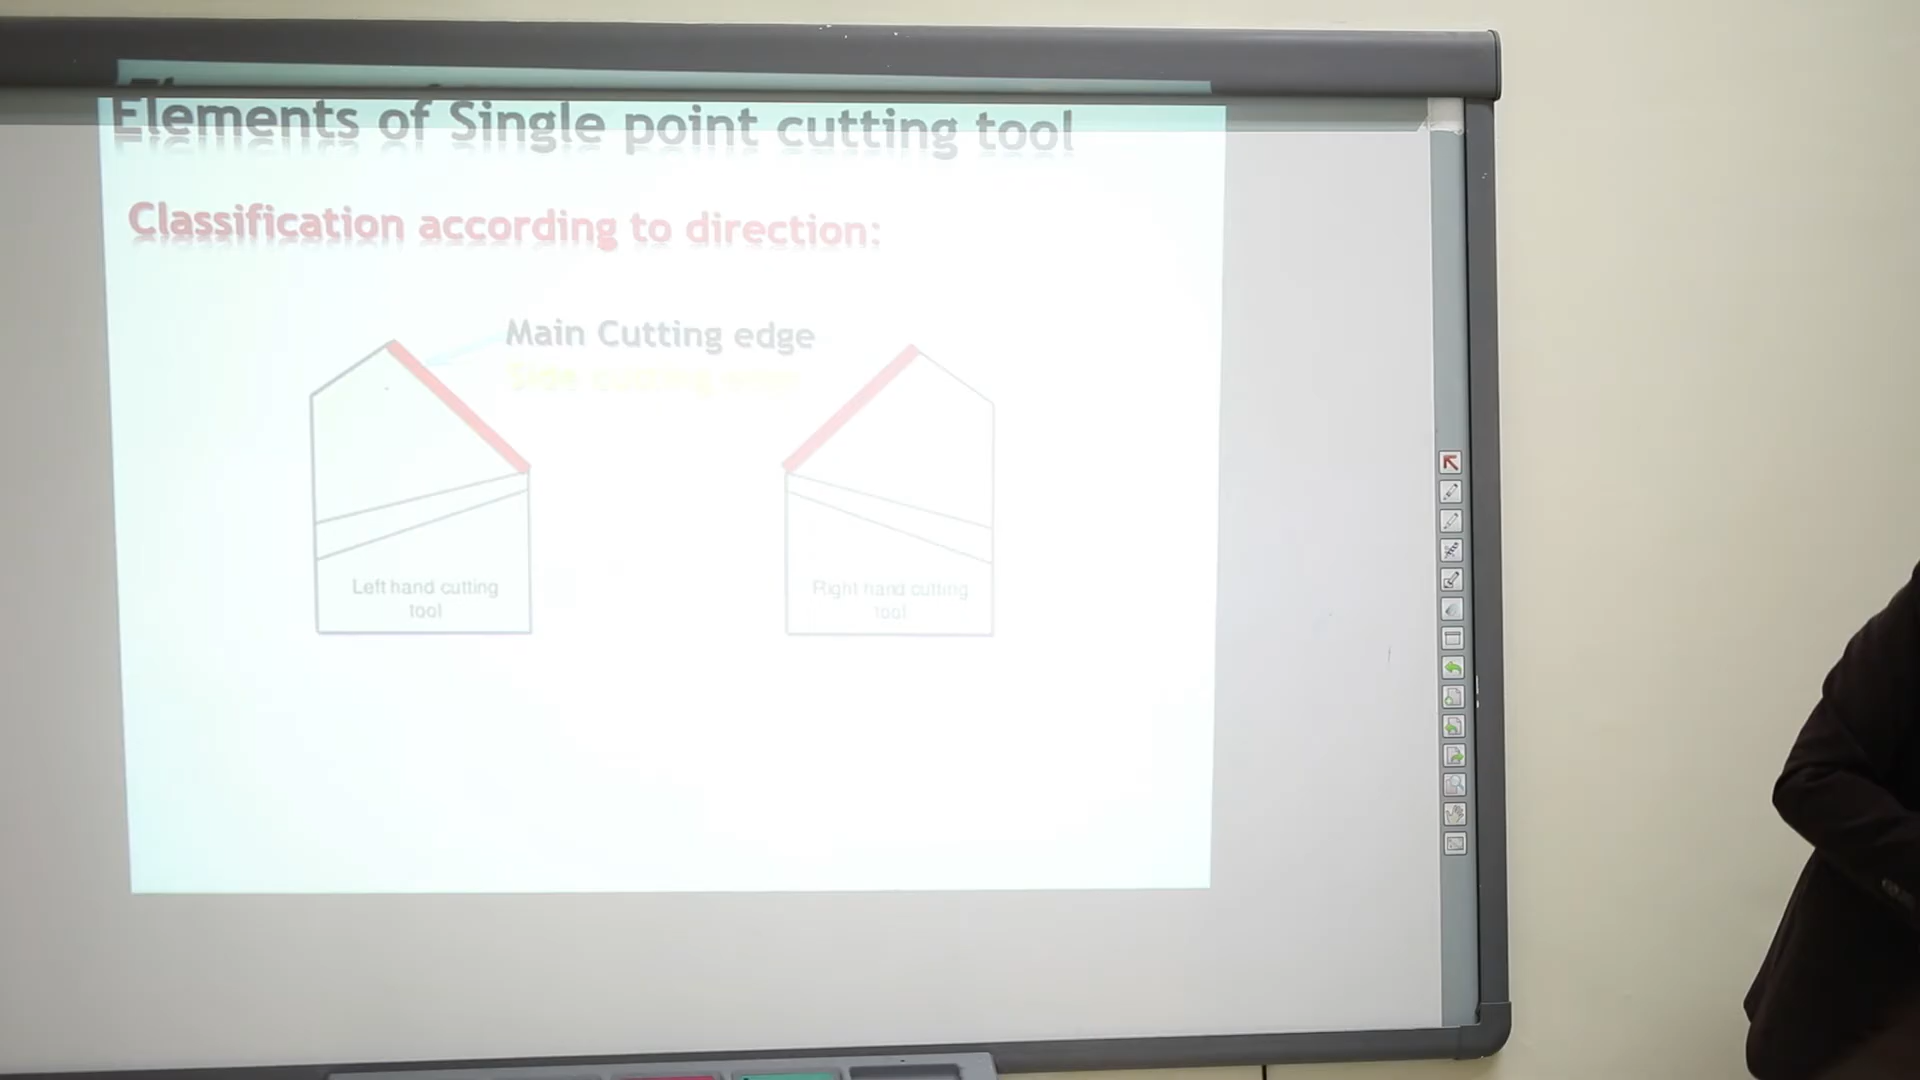 Elements of Single point cutting tool
Classification according to direction:
Main Cutting edge
Side cutting edge
Left hand cutting
tool
Right hand cutting
tool